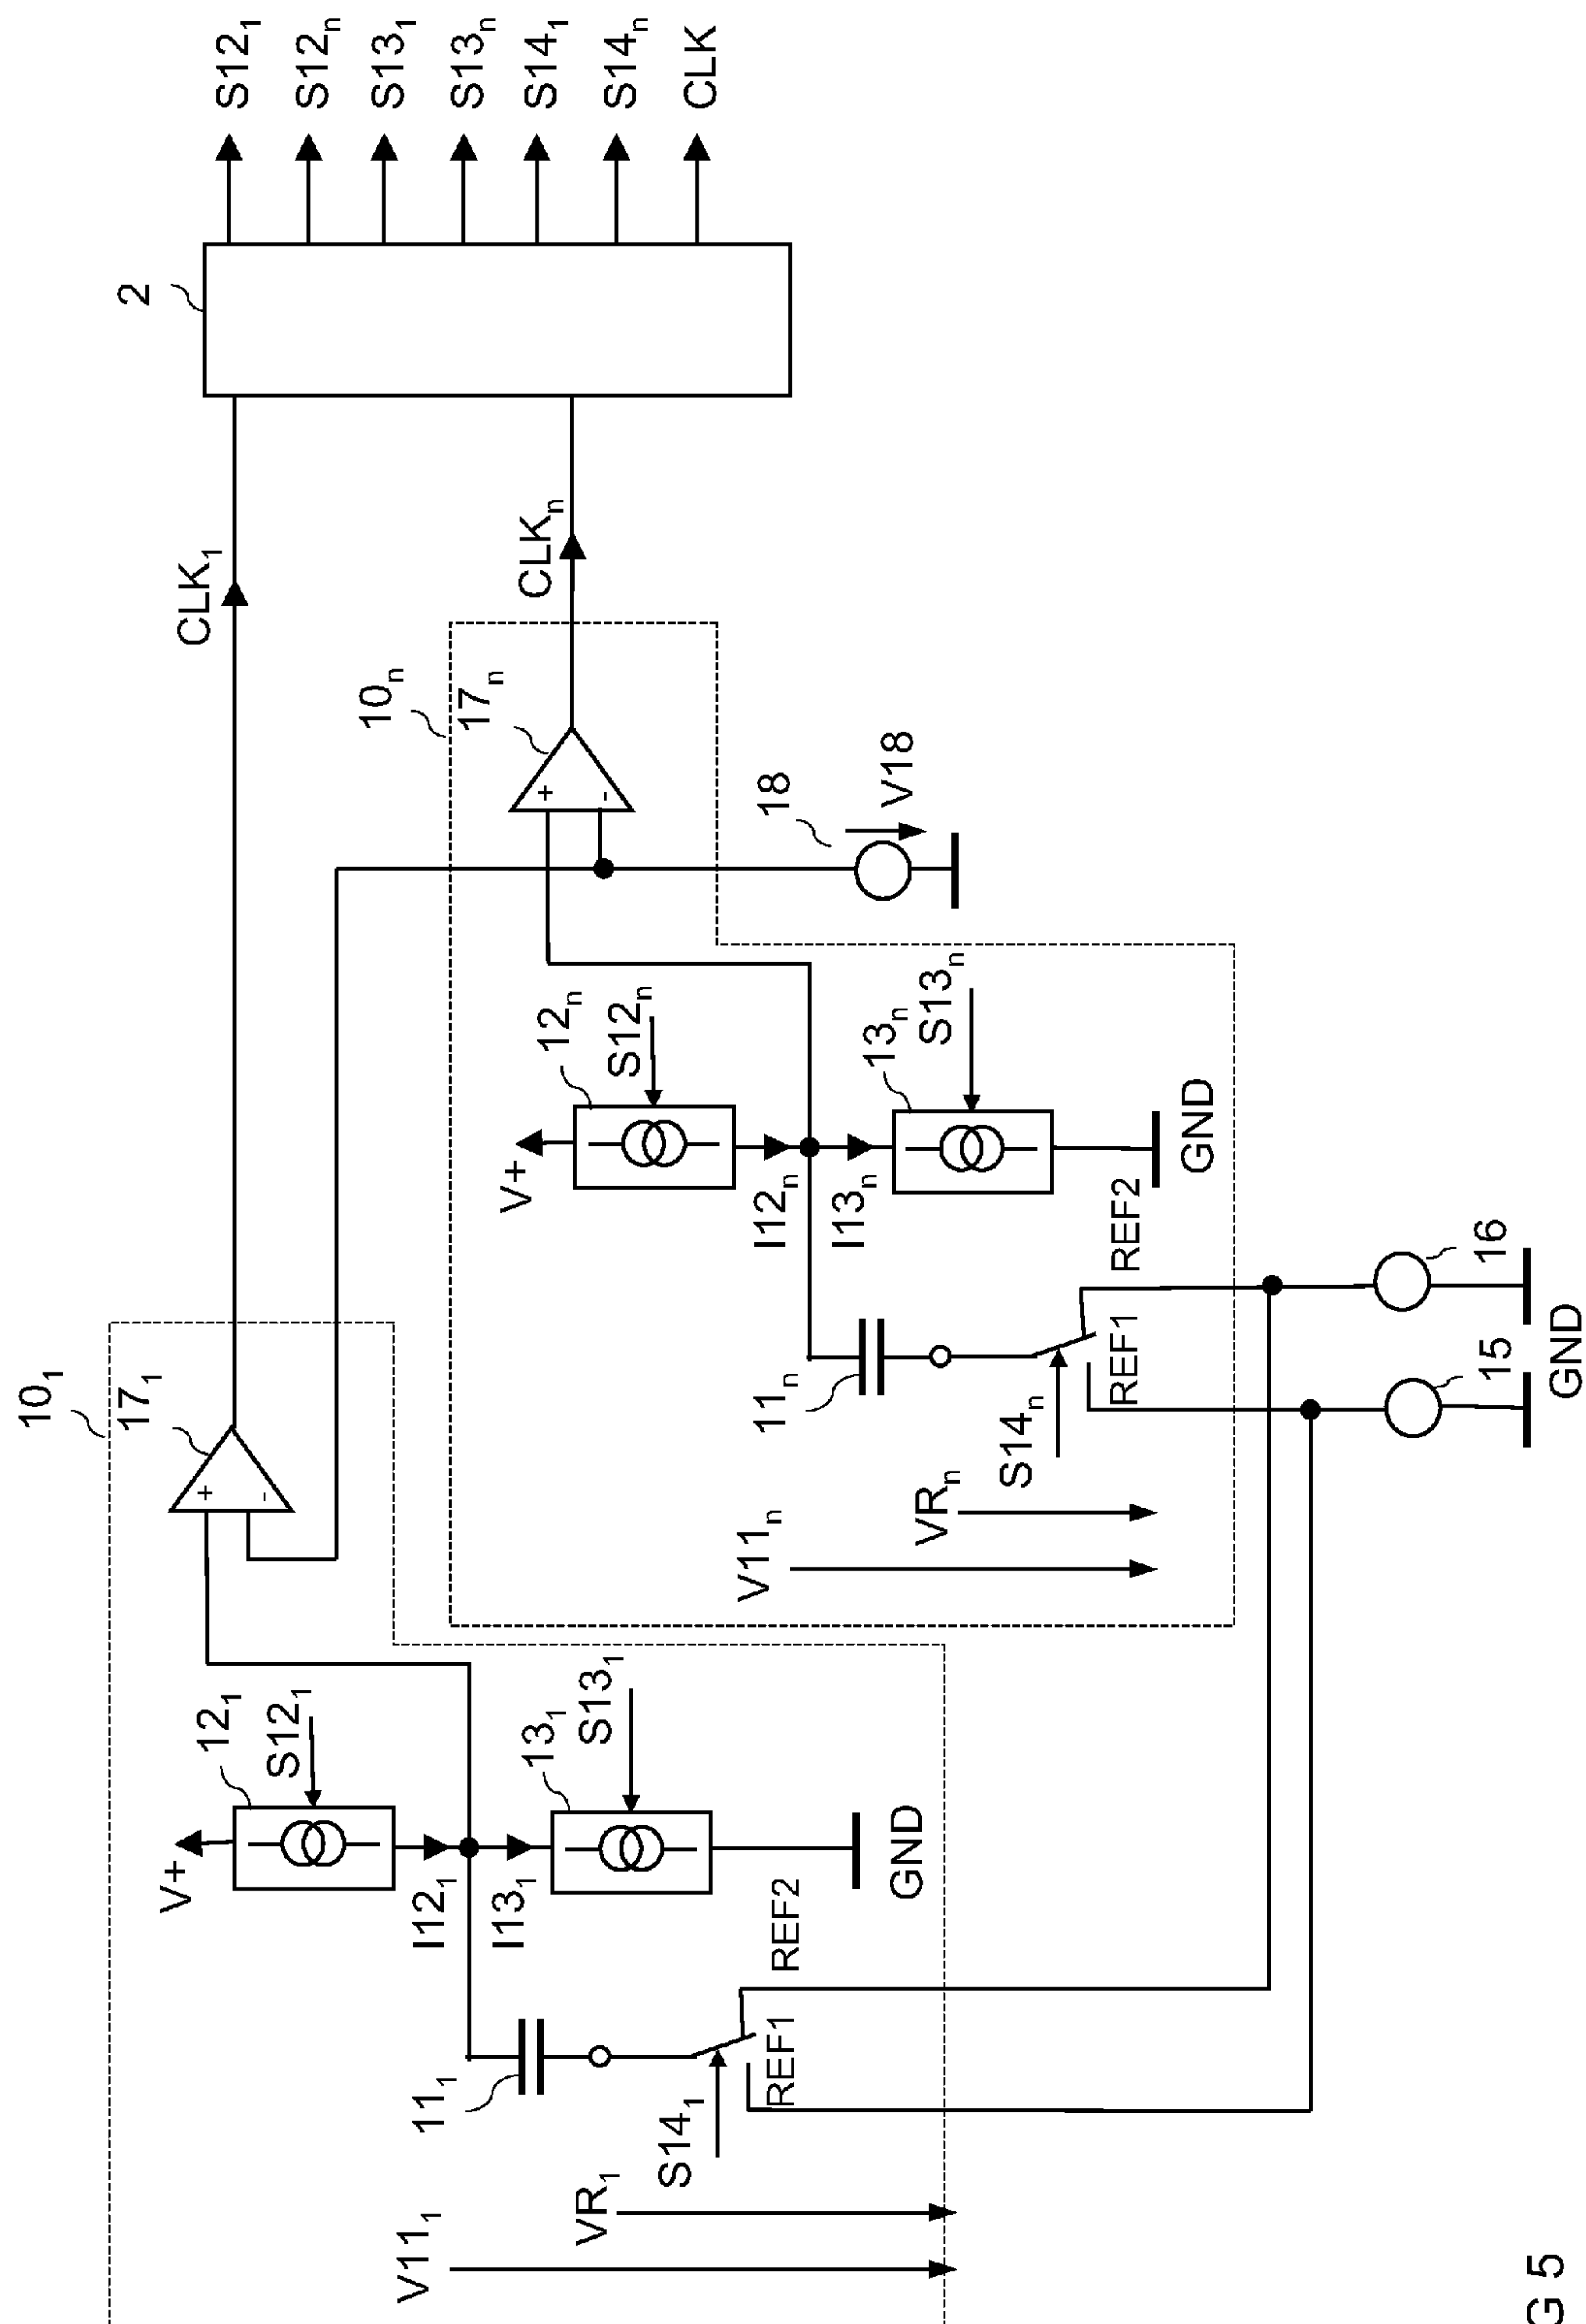 S12₁
S12ₙ
S13₁
S13ₙ
S14₁
S14ₙ
CLK
2
CLK₁
CLKₙ
10ₙ
17ₙ
+
-
18
V18
12ₙ
S12ₙ
V+
I12ₙ
I13ₙ
13ₙ
S13ₙ
GND
REF2
REF1
11ₙ
S14ₙ
VRₙ
V11ₙ
16
15
GND
10₁
17₁
+
-
12₁
S12₁
V+
I12₁
I13₁
13₁
S13₁
GND
REF2
REF1
11₁
S14₁
VR₁
V11₁
G 5